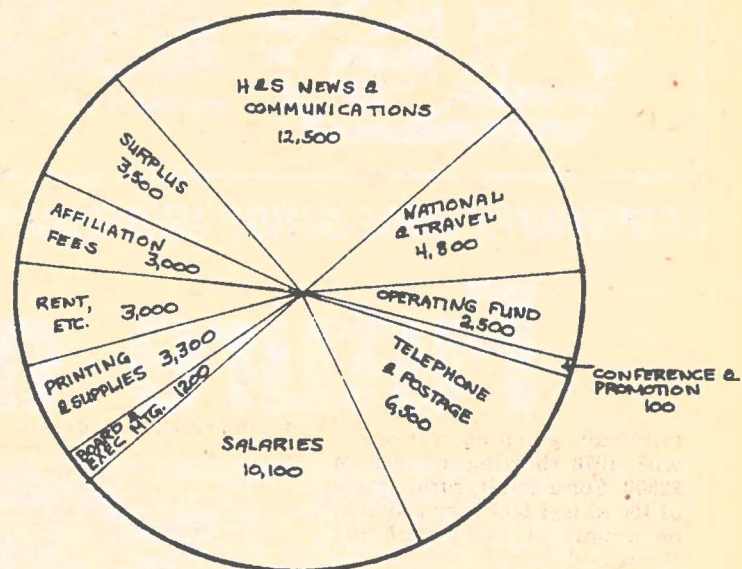 H&S NEWS &
COMMUNICATIONS
12,500
SURPLUS
3,500
NATIONAL
& TRAVEL
4,800
AFFILIATION
FEES 3,000
OPERATING FUND
2,500
RENT,
ETC. 3,000
CONFERENCE &
PROMOTION
100
TELEPHONE
& POSTAGE
6,500
PRINTING
& SUPPLIES 3,300
BOARD &
EXEC MTG. 1200
SALARIES
10,100